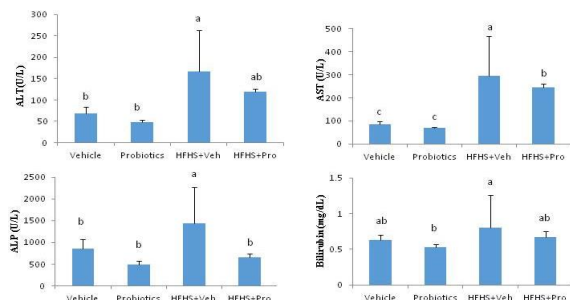 ALT(U/L)
300
250
200
150
100
50
0
b
b
a
ab
Vehicle Probiotics HFHS+Veh HFHS+Pro
AST (U/L)
500
400
300
200
100
0
c
c
a
b
Vehicle Probiotics HFHS+Veh HFHS+Pro
ALP (U/L)
2500
2000
1500
1000
500
0
b
b
a
b
Vehicle Probiotics HFHS+Veh HFHS+Pro
Bilirubin(mg/dL)
1.5
1
0.5
0
ab
b
a
ab
Vehicle Probiotics HFHS+Veh HFHS+Pro